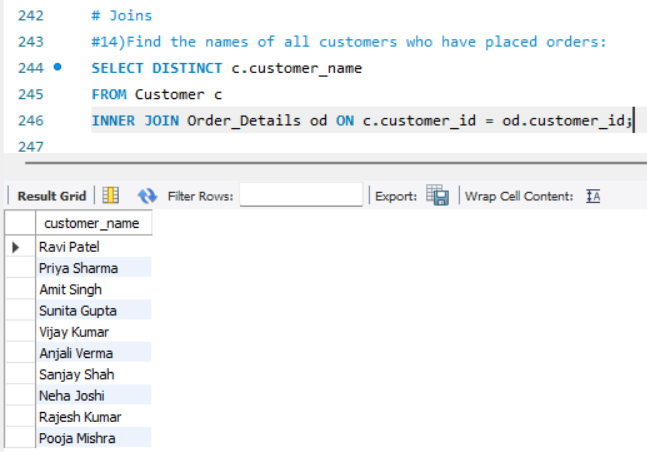 242 # Joins
243 #14)Find the names of all customers who have placed orders:
244 SELECT DISTINCT c.customer_name
245 FROM Customer c
246 INNER JOIN Order_Details od ON c.customer_id = od.customer_id;
247
Result Grid Filter Rows: Export: Wrap Cell Content: IA
customer_name
Ravi Patel
Priya Sharma
Amit Singh
Sunita Gupta
Vijay Kumar
Anjali Verma
Sanjay Shah
Neha Joshi
Rajesh Kumar
Pooja Mishra